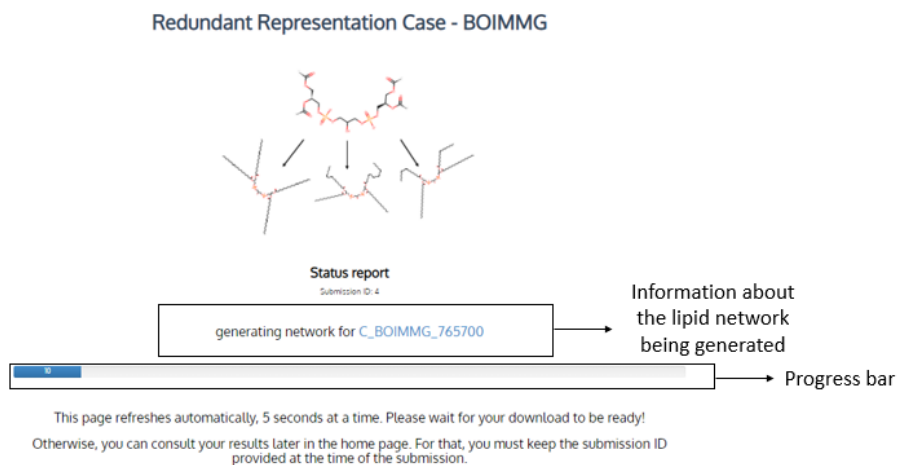 Redundant Representation Case - BOIMMG
Status report
Submission ID: 4
generating network for C_BOIMMG_765700
Information about
the lipid network
being generated
10
Progress bar
This page refreshes automatically, 5 seconds at a time. Please wait for your download to be ready!
Otherwise, you can consult your results later in the home page. For that, you must keep the submission ID
provided at the time of the submission.